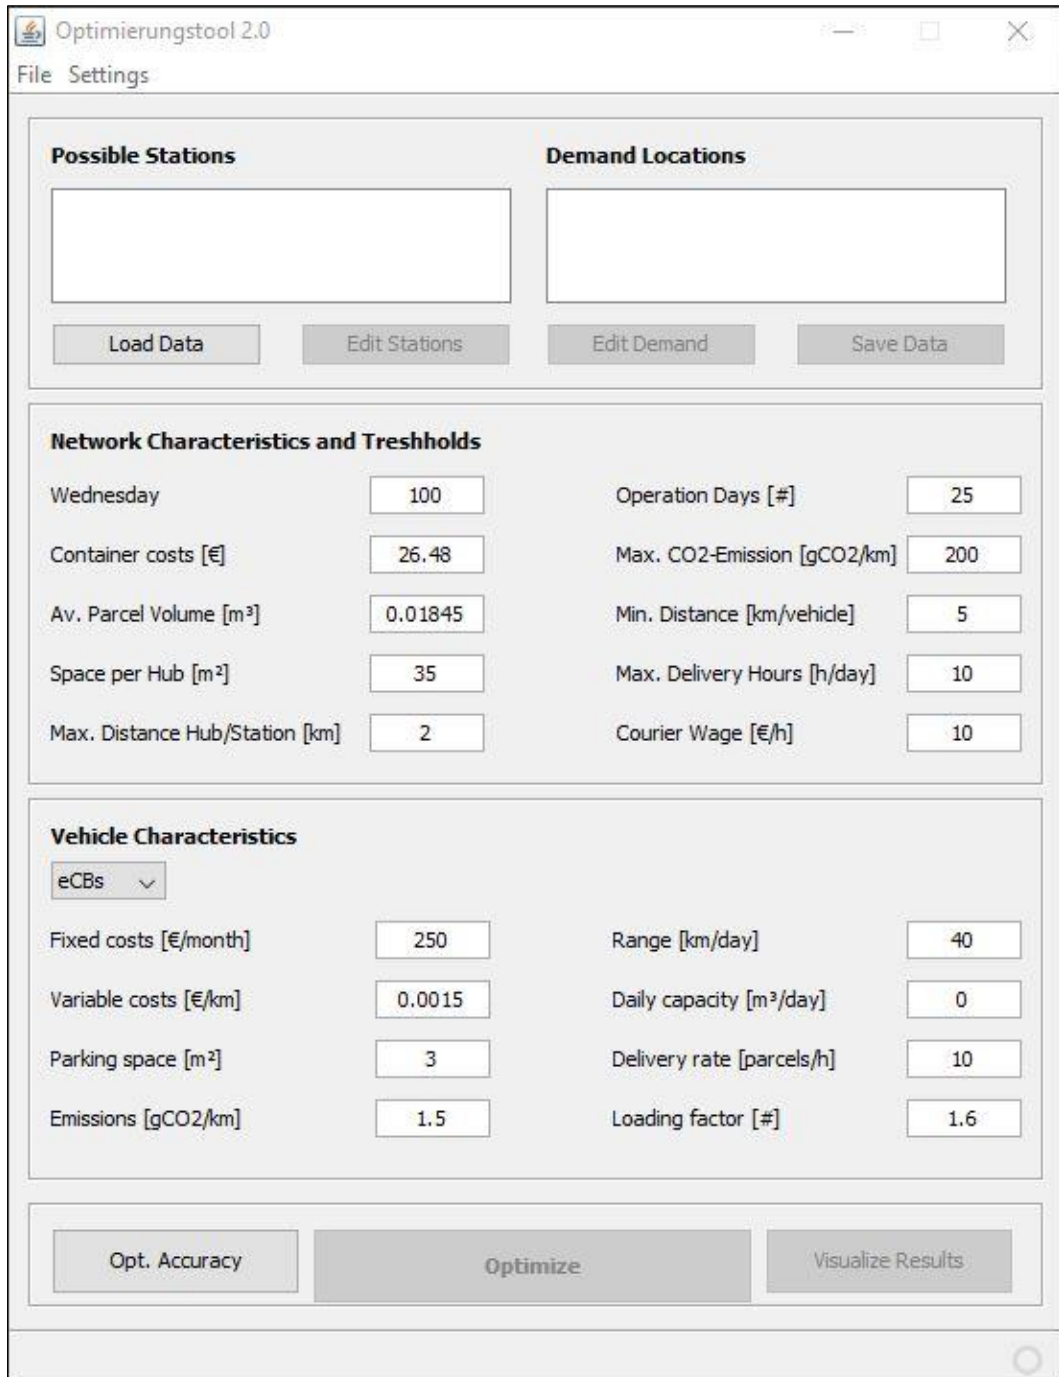 Optimierungstool 2.0
File Settings
Possible Stations Demand Locations
Load Data Edit Stations Edit Demand Save Data
Network Characteristics and Treshholds
Wednesday 100 Operation Days [#] 25
Container costs [€] 26.48 Max. CO2-Emission [gCO2/km] 200
Av. Parcel Volume [m³] 0.01845 Min. Distance [km/vehicle] 5
Space per Hub [m²] 35 Max. Delivery Hours [h/day] 10
Max. Distance Hub/Station [km] 2 Courier Wage [€/h] 10
Vehicle Characteristics
eCBs
Fixed costs [€/month] 250 Range [km/day] 40
Variable costs [€/km] 0.0015 Daily capacity [m³/day] 0
Parking space [m²] 3 Delivery rate [parcels/h] 10
Emissions [gCO2/km] 1.5 Loading factor [#] 1.6
Opt. Accuracy Optimize Visualize Results